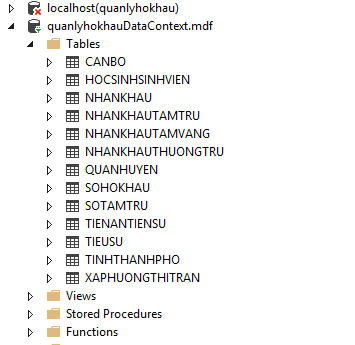 localhost(quanlyhokhau)
quanlyhokhauDataContext.mdf
Tables
CANBO
HOCSINHSINHVIEN
NHANKHAU
NHANKHAUTAMTRU
NHANKHAUTAMVANG
NHANKHAUTHUONGTRU
QUANHUYEN
SOHOKHAU
SOTAMTRU
TIENANTIENSU
TIEUSU
TINHTHANHPHO
XAPHUONGTHITRAN
Views
Stored Procedures
Functions